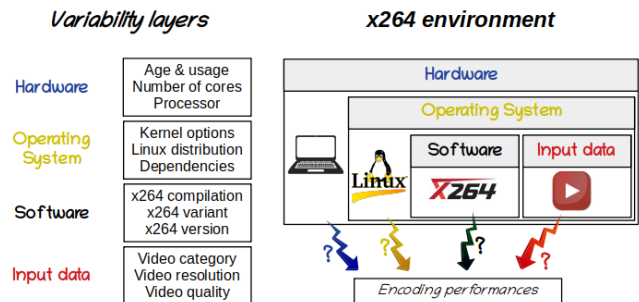 Variability layers
Hardware
Age & usage
Number of cores
Processor
Operating
System
Kernel options
Linux distribution
Dependencies
Software
x264 compilation
x264 variant
x264 version
Input data
Video category
Video resolution
Video quality
x264 environment
Hardware
Operating System
Software
Input data
Linux
X264
? ? ? ?
Encoding performances